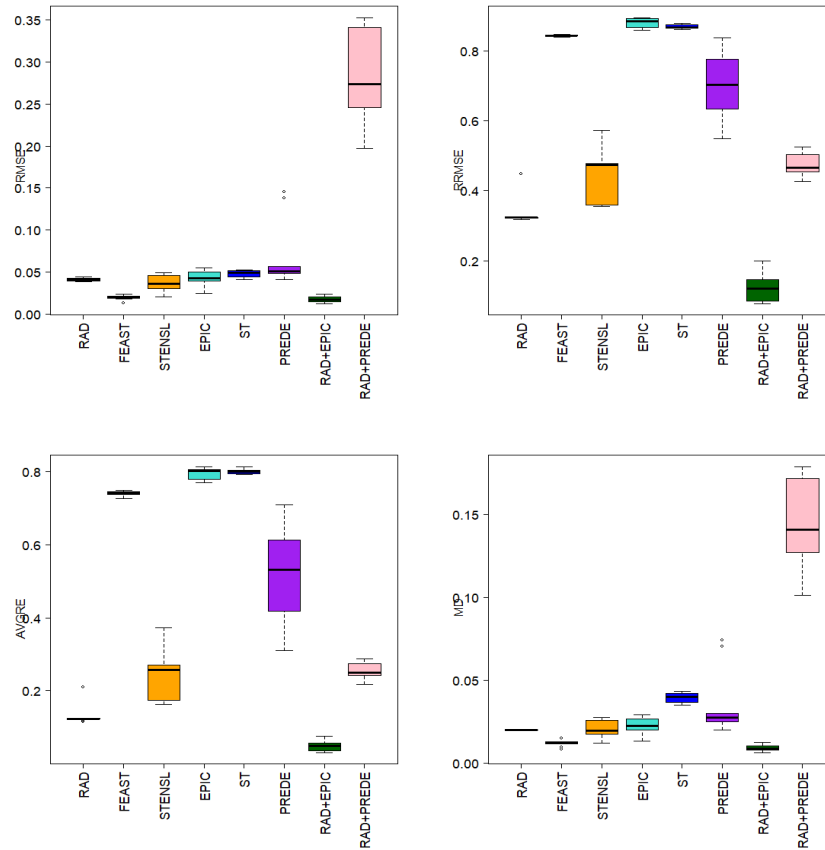 0.35
0.30
0.25
0.20
0.15
0.10
0.05
0.00
RRMSE
RAD
FEAST
STENSL
EPIC
ST
PREDE
RAD+EPIC
RAD+PREDE
0.8
0.6
0.4
0.2
RRMSE
RAD
FEAST
STENSL
EPIC
ST
PREDE
RAD+EPIC
RAD+PREDE
0.8
0.6
0.4
0.2
AVGRE
RAD
FEAST
STENSL
EPIC
ST
PREDE
RAD+EPIC
RAD+PREDE
0.15
0.10
0.05
0.00
MD
RAD
FEAST
STENSL
EPIC
ST
PREDE
RAD+EPIC
RAD+PREDE